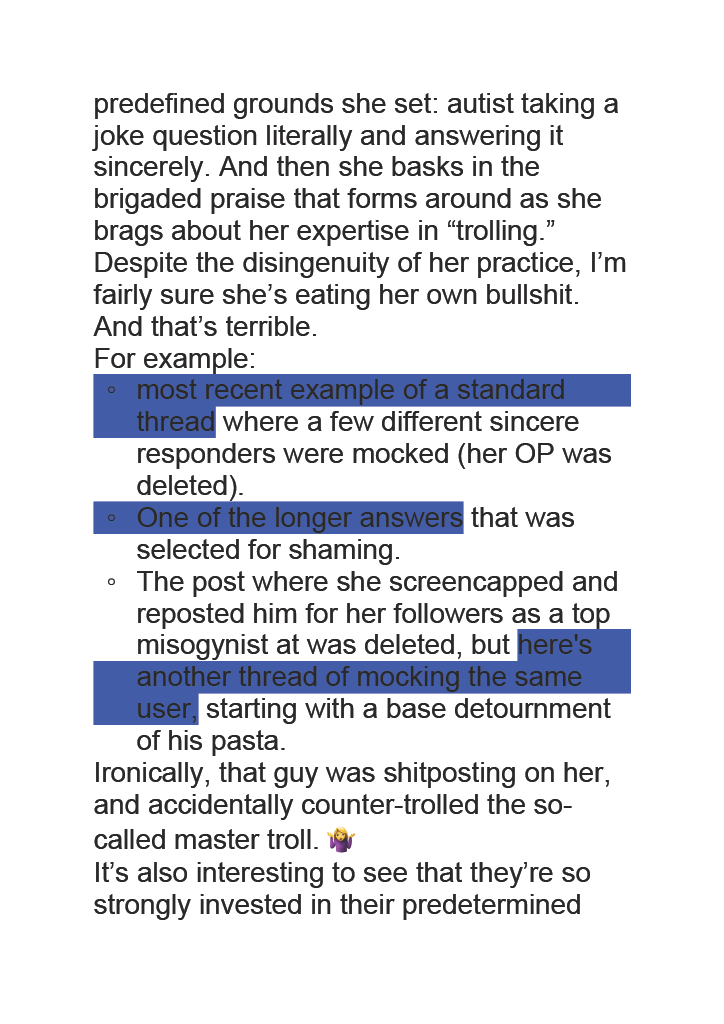 predefined grounds she set: autist taking a
joke question literally and answering it
sincerely. And then she basks in the
brigaded praise that forms around as she
brags about her expertise in “trolling.”
Despite the disingenuity of her practice, I’m
fairly sure she’s eating her own bullshit.
And that’s terrible.
For example:
◦ most recent example of a standard
thread where a few different sincere
responders were mocked (her OP was
deleted).
◦ One of the longer answers that was
selected for shaming.
◦ The post where she screencapped and
reposted him for her followers as a top
misogynist at was deleted, but here's
another thread of mocking the same
user, starting with a base detournment
of his pasta.
Ironically, that guy was shitposting on her,
and accidentally counter-trolled the so-
called master troll. 🤷‍♀️
It’s also interesting to see that they’re so
strongly invested in their predetermined